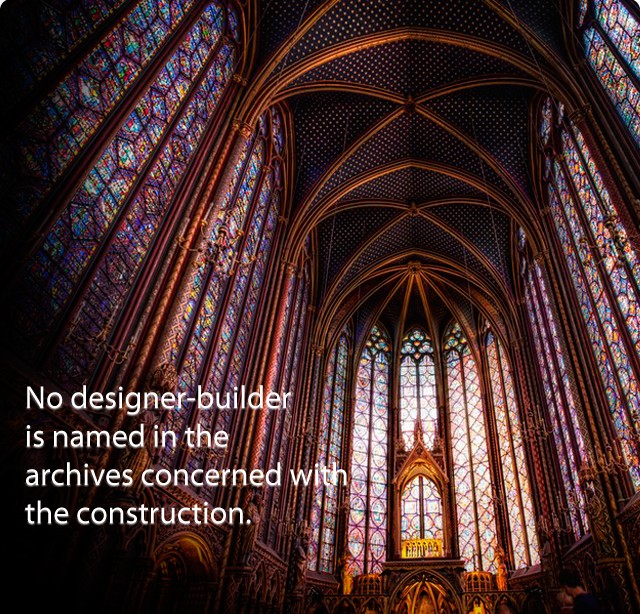 No designer-builder
is named in the
archives concerned with
the construction.